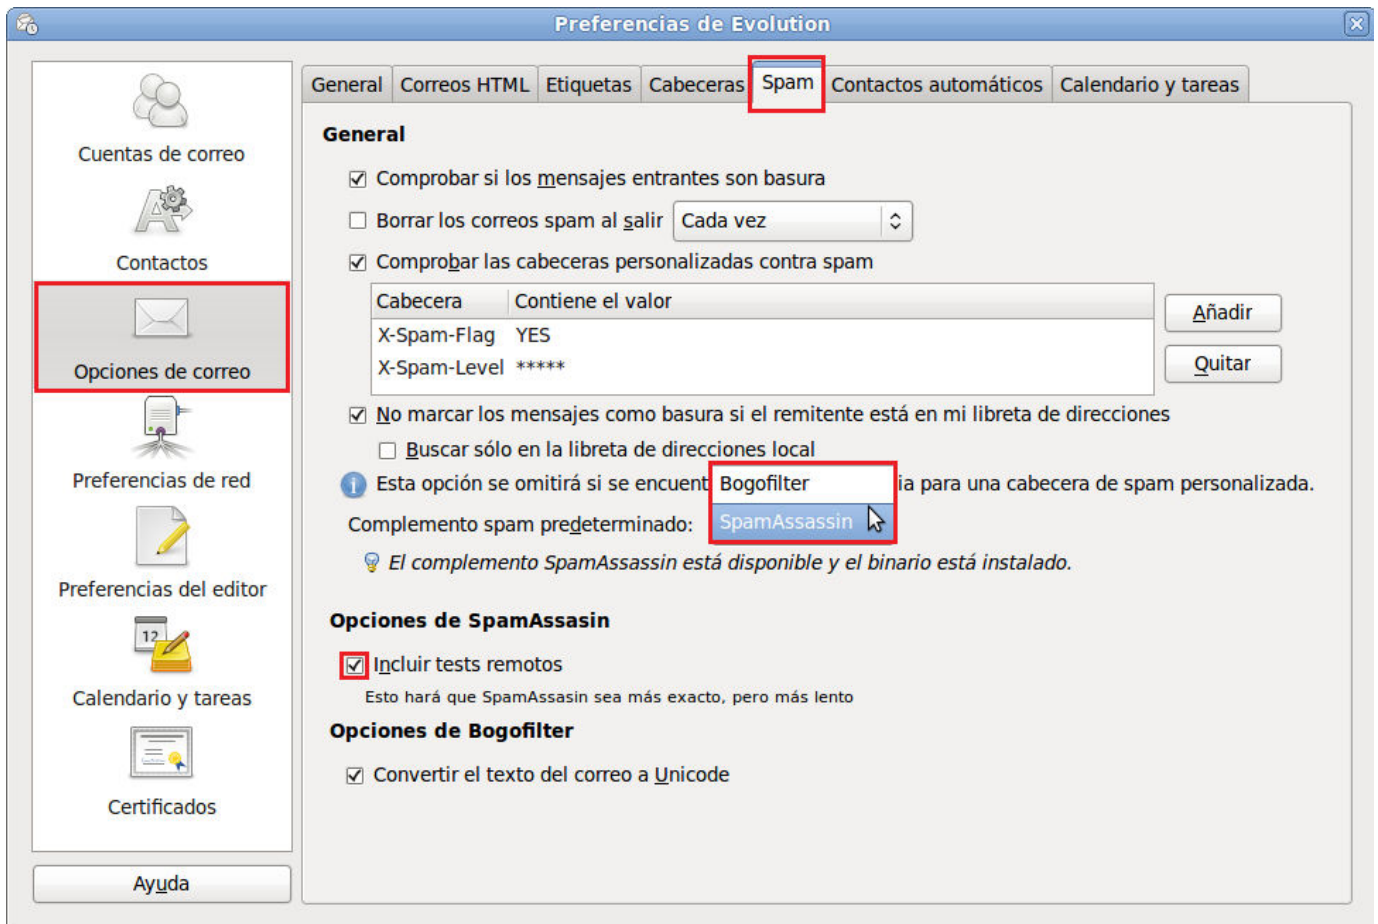 Preferencias de Evolution
General
Correos HTML
Etiquetas
Cabeceras
Spam
Contactos automáticos
Calendario y tareas
Cuentas de correo
Contactos
Opciones de correo
Preferencias de red
Preferencias del editor
12
Calendario y tareas
Certificados
Ayuda
General
Comprobar si los mensajes entrantes son basura
Borrar los correos spam al salir Cada vez
Comprobar las cabeceras personalizadas contra spam
Cabecera Contiene el valor
X-Spam-Flag YES
X-Spam-Level *****
Añadir
Quitar
No marcar los mensajes como basura si el remitente está en mi libreta de direcciones
Buscar sólo en la libreta de direcciones local
Esta opción se omitirá si se encuent Bogofilter ia para una cabecera de spam personalizada.
Complemento spam predeterminado: SpamAssassin
El complemento SpamAssassin está disponible y el binario está instalado.
Opciones de SpamAssasin
Incluir tests remotos
Esto hará que SpamAssasin sea más exacto, pero más lento
Opciones de Bogofilter
Convertir el texto del correo a Unicode